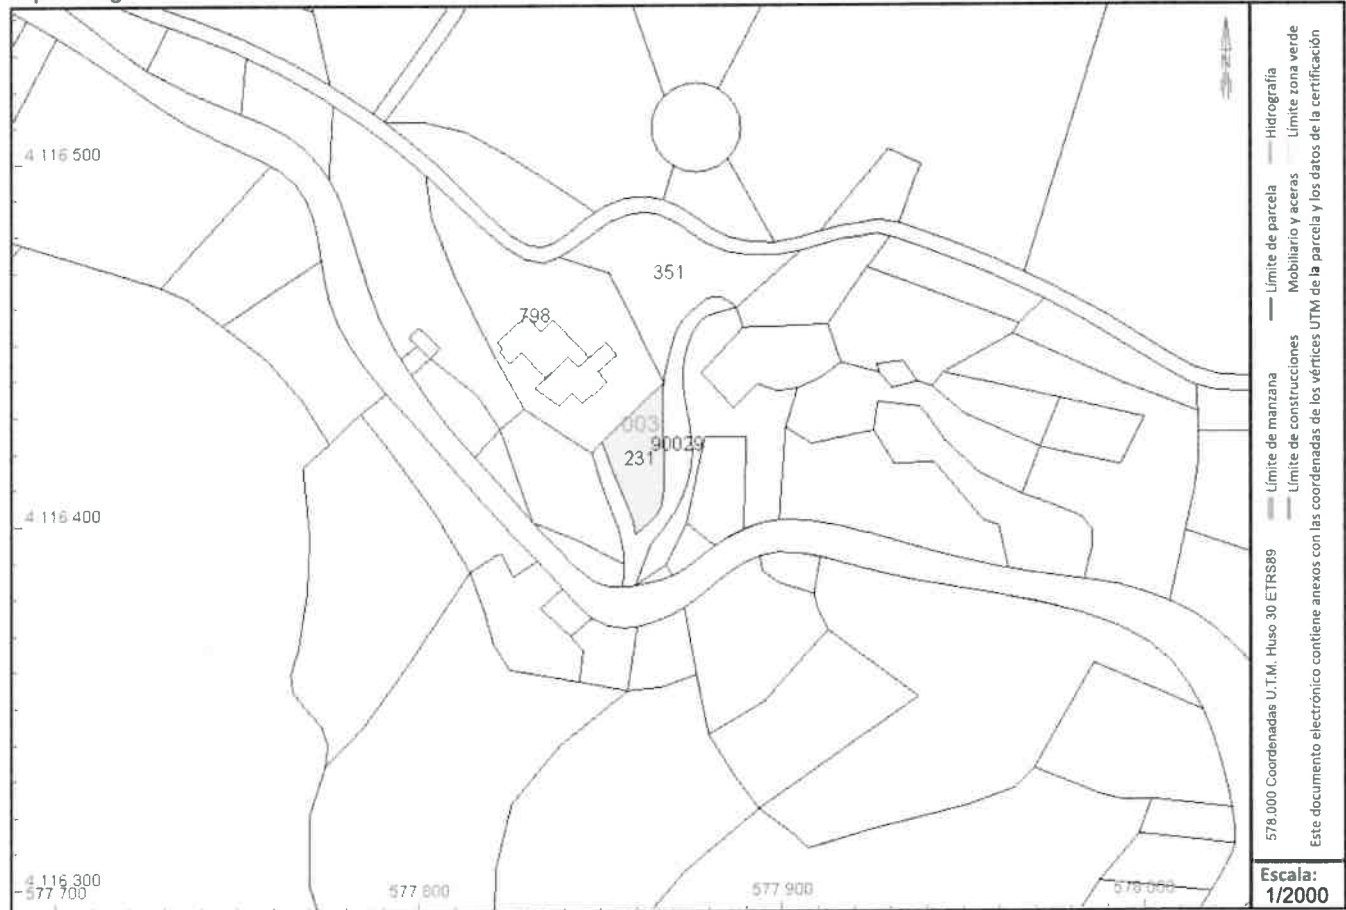 4 116 500
351
798
003
90029
231
4 116 400
4 116 300
577 700
577 800
577 900
578 000
578.000 Coordenadas U.T.M. Huso 30 ETRS89
Límite de manzana
Límite de parcela
Hidrografía
Límite de construcciones
Mobiliario y aceras
Límite zona verde
Este documento electrónico contiene anexos con las coordenadas de los vértices UTM de la parcela y los datos de la certificación
Escala:
1/2000